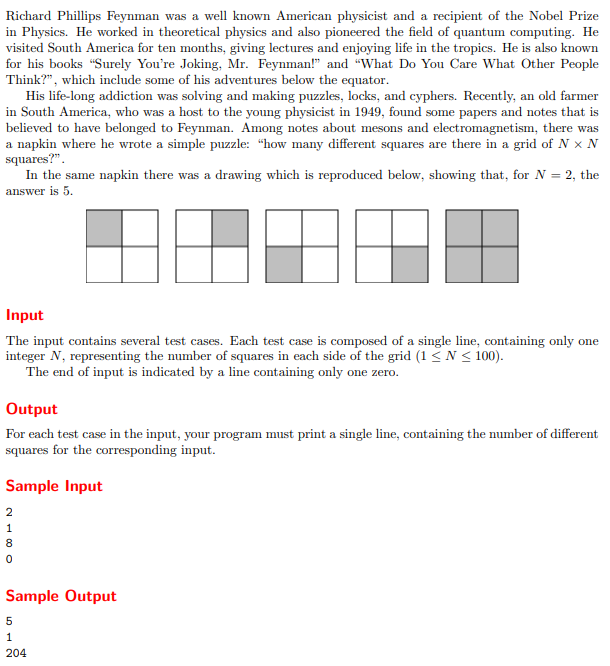 Richard Phillips Feynman was a well known American physicist and a recipient of the Nobel Prize
in Physics. He worked in theoretical physics and also pioneered the field of quantum computing. He
visited South America for ten months, giving lectures and enjoying life in the tropics. He is also known
for his books “Surely You’re Joking, Mr. Feynman!” and “What Do You Care What Other People
Think?”, which include some of his adventures below the equator.
His life-long addiction was solving and making puzzles, locks, and cyphers. Recently, an old farmer
in South America, who was a host to the young physicist in 1949, found some papers and notes that is
believed to have belonged to Feynman. Among notes about mesons and electromagnetism, there was
a napkin where he wrote a simple puzzle: “how many different squares are there in a grid of N × N
squares?”.
In the same napkin there was a drawing which is reproduced below, showing that, for N = 2, the
answer is 5.
Input
The input contains several test cases. Each test case is composed of a single line, containing only one
integer N, representing the number of squares in each side of the grid (1 ≤ N ≤ 100).
The end of input is indicated by a line containing only one zero.
Output
For each test case in the input, your program must print a single line, containing the number of different
squares for the corresponding input.
Sample Input
2
1
8
0
Sample Output
5
1
204